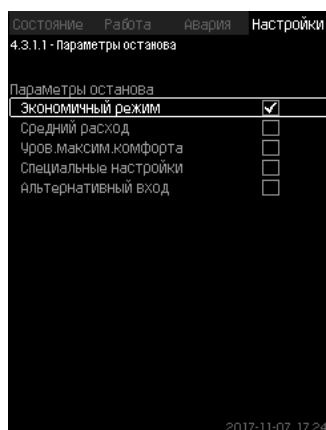 Состояние Работа Авария Настройки
4.3.1.1 - Параметры останова
Параметры останова
Экономичный режим
Средний расход
Уров.максим.комфорта
Специальные настройки
Альтернативный вход
2017-11-07 17:24